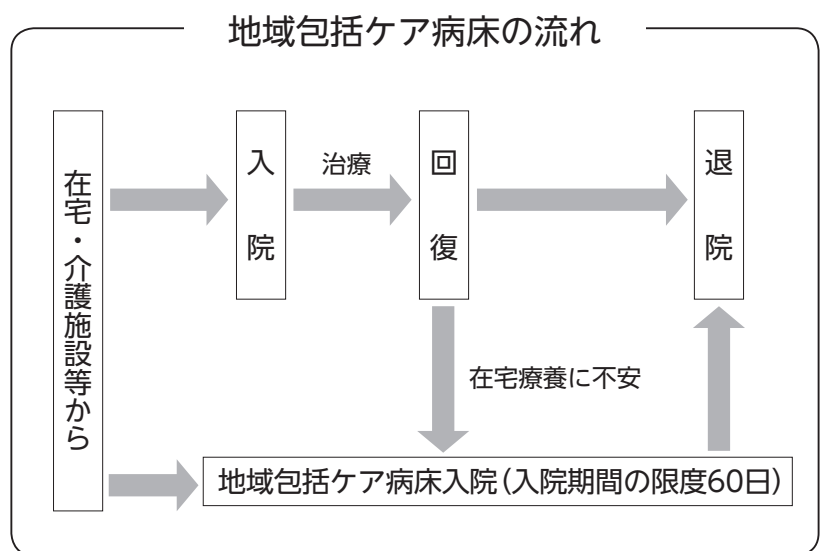 地域包括ケア病床の流れ
在宅・介護施設等から
入院
治療
回復
退院
在宅療養に不安
地域包括ケア病床入院(入院期間の限度60日)